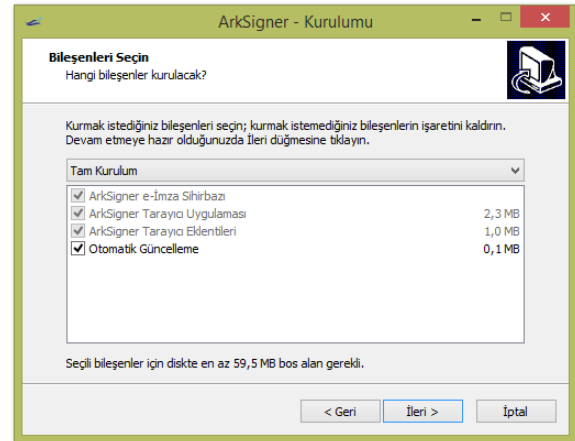 ArkSigner - Kurulumu
Bileşenleri Seçin
Hangi bileşenler kurulacak?
Kurmak istediğiniz bileşenleri seçin; kurmak istemediğiniz bileşenlerin işaretini kaldırın.
Devam etmeye hazır olduğunuzda İleri düğmesine tıklayın.
Tam Kurulum
ArkSigner e-İmza Sihirbazı
ArkSigner Tarayıcı Uygulaması 2,3 MB
ArkSigner Tarayıcı Eklentileri 1,0 MB
Otomatik Güncelleme 0,1 MB
Seçili bileşenler için diskte en az 59,5 MB bos alan gerekli.
< Geri İleri > İptal